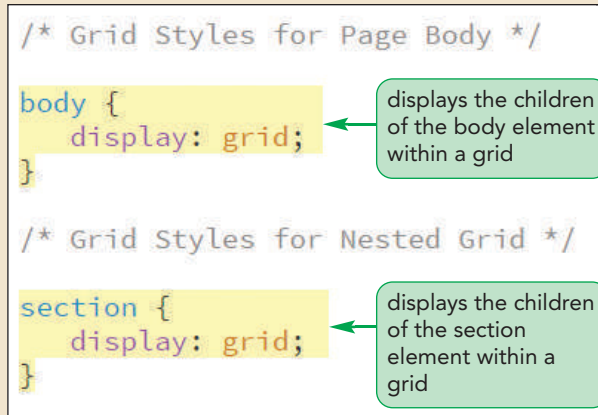 /* Grid Styles for Page Body */
body {
display: grid;
}
displays the children
of the body element
within a grid
/* Grid Styles for Nested Grid */
section {
display: grid;
}
displays the children
of the section
element within a
grid